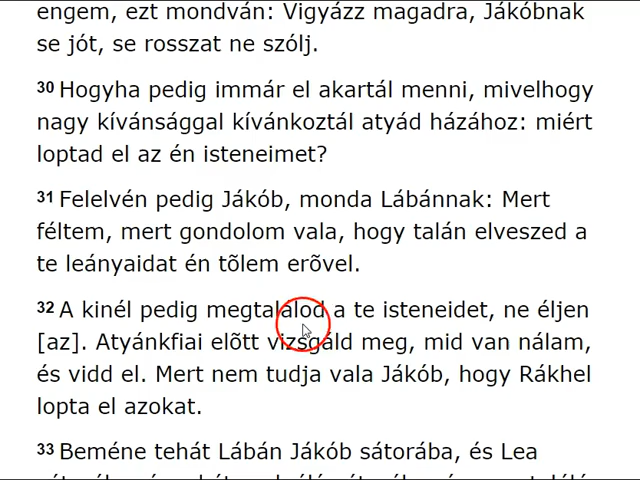 engem, ezt mondván: Vigyázz magadra, Jákóbnak
se jót, se rosszat ne szólj.
30 Hogyha pedig immár el akartál menni, mivelhogy
nagy kívánsággal kívánkoztál atyád házához: miért
loptad el az én isteneimet?
31 Felelvén pedig Jákób, monda Lábánnak: Mert
féltem, mert gondolom vala, hogy talán elveszed a
te leányaidat én tõlem erõvel.
32 A kinél pedig megtalálod a te isteneidet, ne éljen
[az]. Atyánkfiai elõtt vizsgáld meg, mid van nálam,
és vidd el. Mert nem tudja vala Jákób, hogy Rákhel
lopta el azokat.
33 Beméne tehát Lábán Jákób sátorába, és Lea